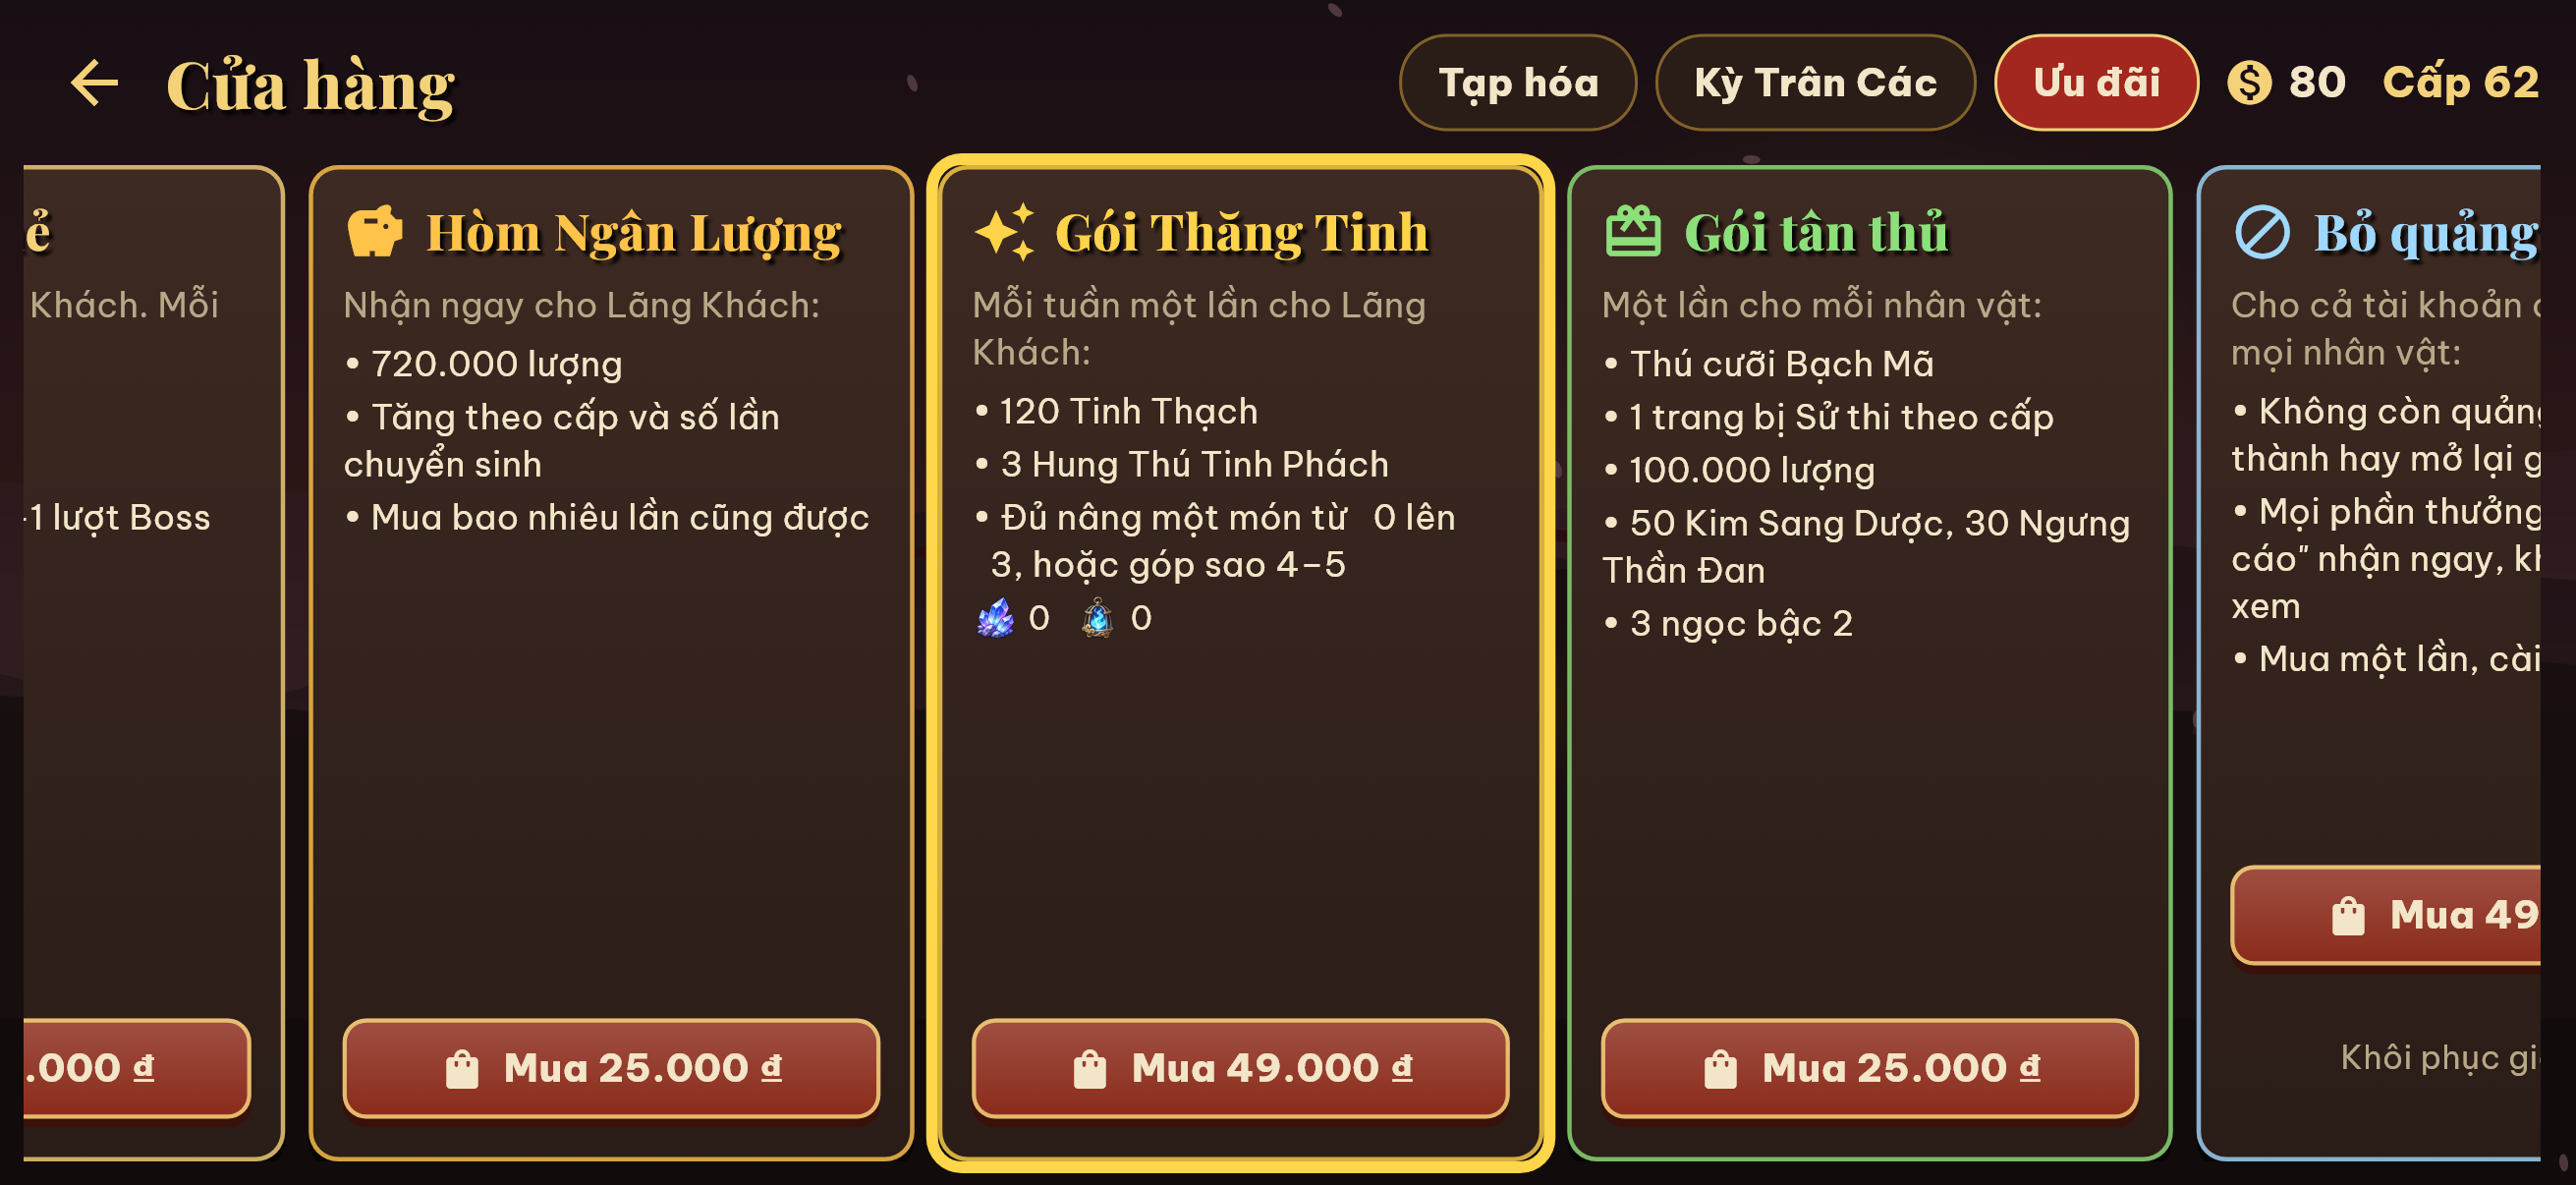 Cửa hàng
Tạp hóa
Kỳ Trân Các
Ưu đãi
80
Cấp 62
ẻ
Khách. Mỗi
1 lượt Boss
.000 đ
Hòm Ngân Lượng
Nhận ngay cho Lãng Khách:
• 720.000 lượng
• Tăng theo cấp và số lần
chuyển sinh
• Mua bao nhiêu lần cũng được
Mua 25.000 đ
Gói Thăng Tinh
Mỗi tuần một lần cho Lãng
Khách:
• 120 Tinh Thạch
• 3 Hung Thú Tinh Phách
• Đủ nâng một món từ 0 lên
3, hoặc góp sao 4–5
0 0
Mua 49.000 đ
Gói tân thủ
Một lần cho mỗi nhân vật:
• Thú cưỡi Bạch Mã
• 1 trang bị Sử thi theo cấp
• 100.000 lượng
• 50 Kim Sang Dược, 30 Ngưng
Thần Đan
• 3 ngọc bậc 2
Mua 25.000 đ
Bỏ quảng
Cho cả tài khoản
mọi nhân vật:
• Không còn quảng
thành hay mở lại
• Mọi phần thưởng
cáo" nhận ngay,
xem
• Mua một lần, cài
Mua 49
Khôi phục